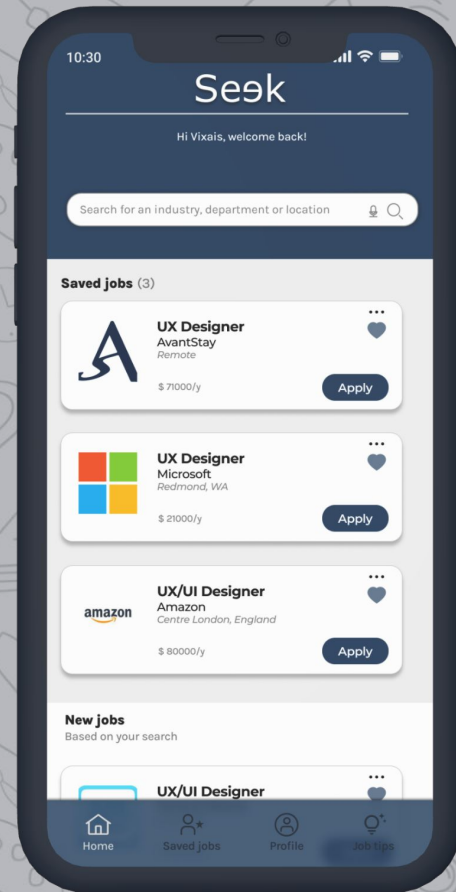 10:30
Seɘk
Hi Vixais, welcome back!
Search for an industry, department or location
Saved jobs (3)
A
UX Designer
AvantStay
Remote
$ 71000/y
Apply
UX Designer
Microsoft
Redmond, WA
$ 21000/y
Apply
amazon
UX/UI Designer
Amazon
Centre London, England
$ 80000/y
Apply
New jobs
Based on your search
UX/UI Designer
Home
Saved jobs
Profile
Job tips